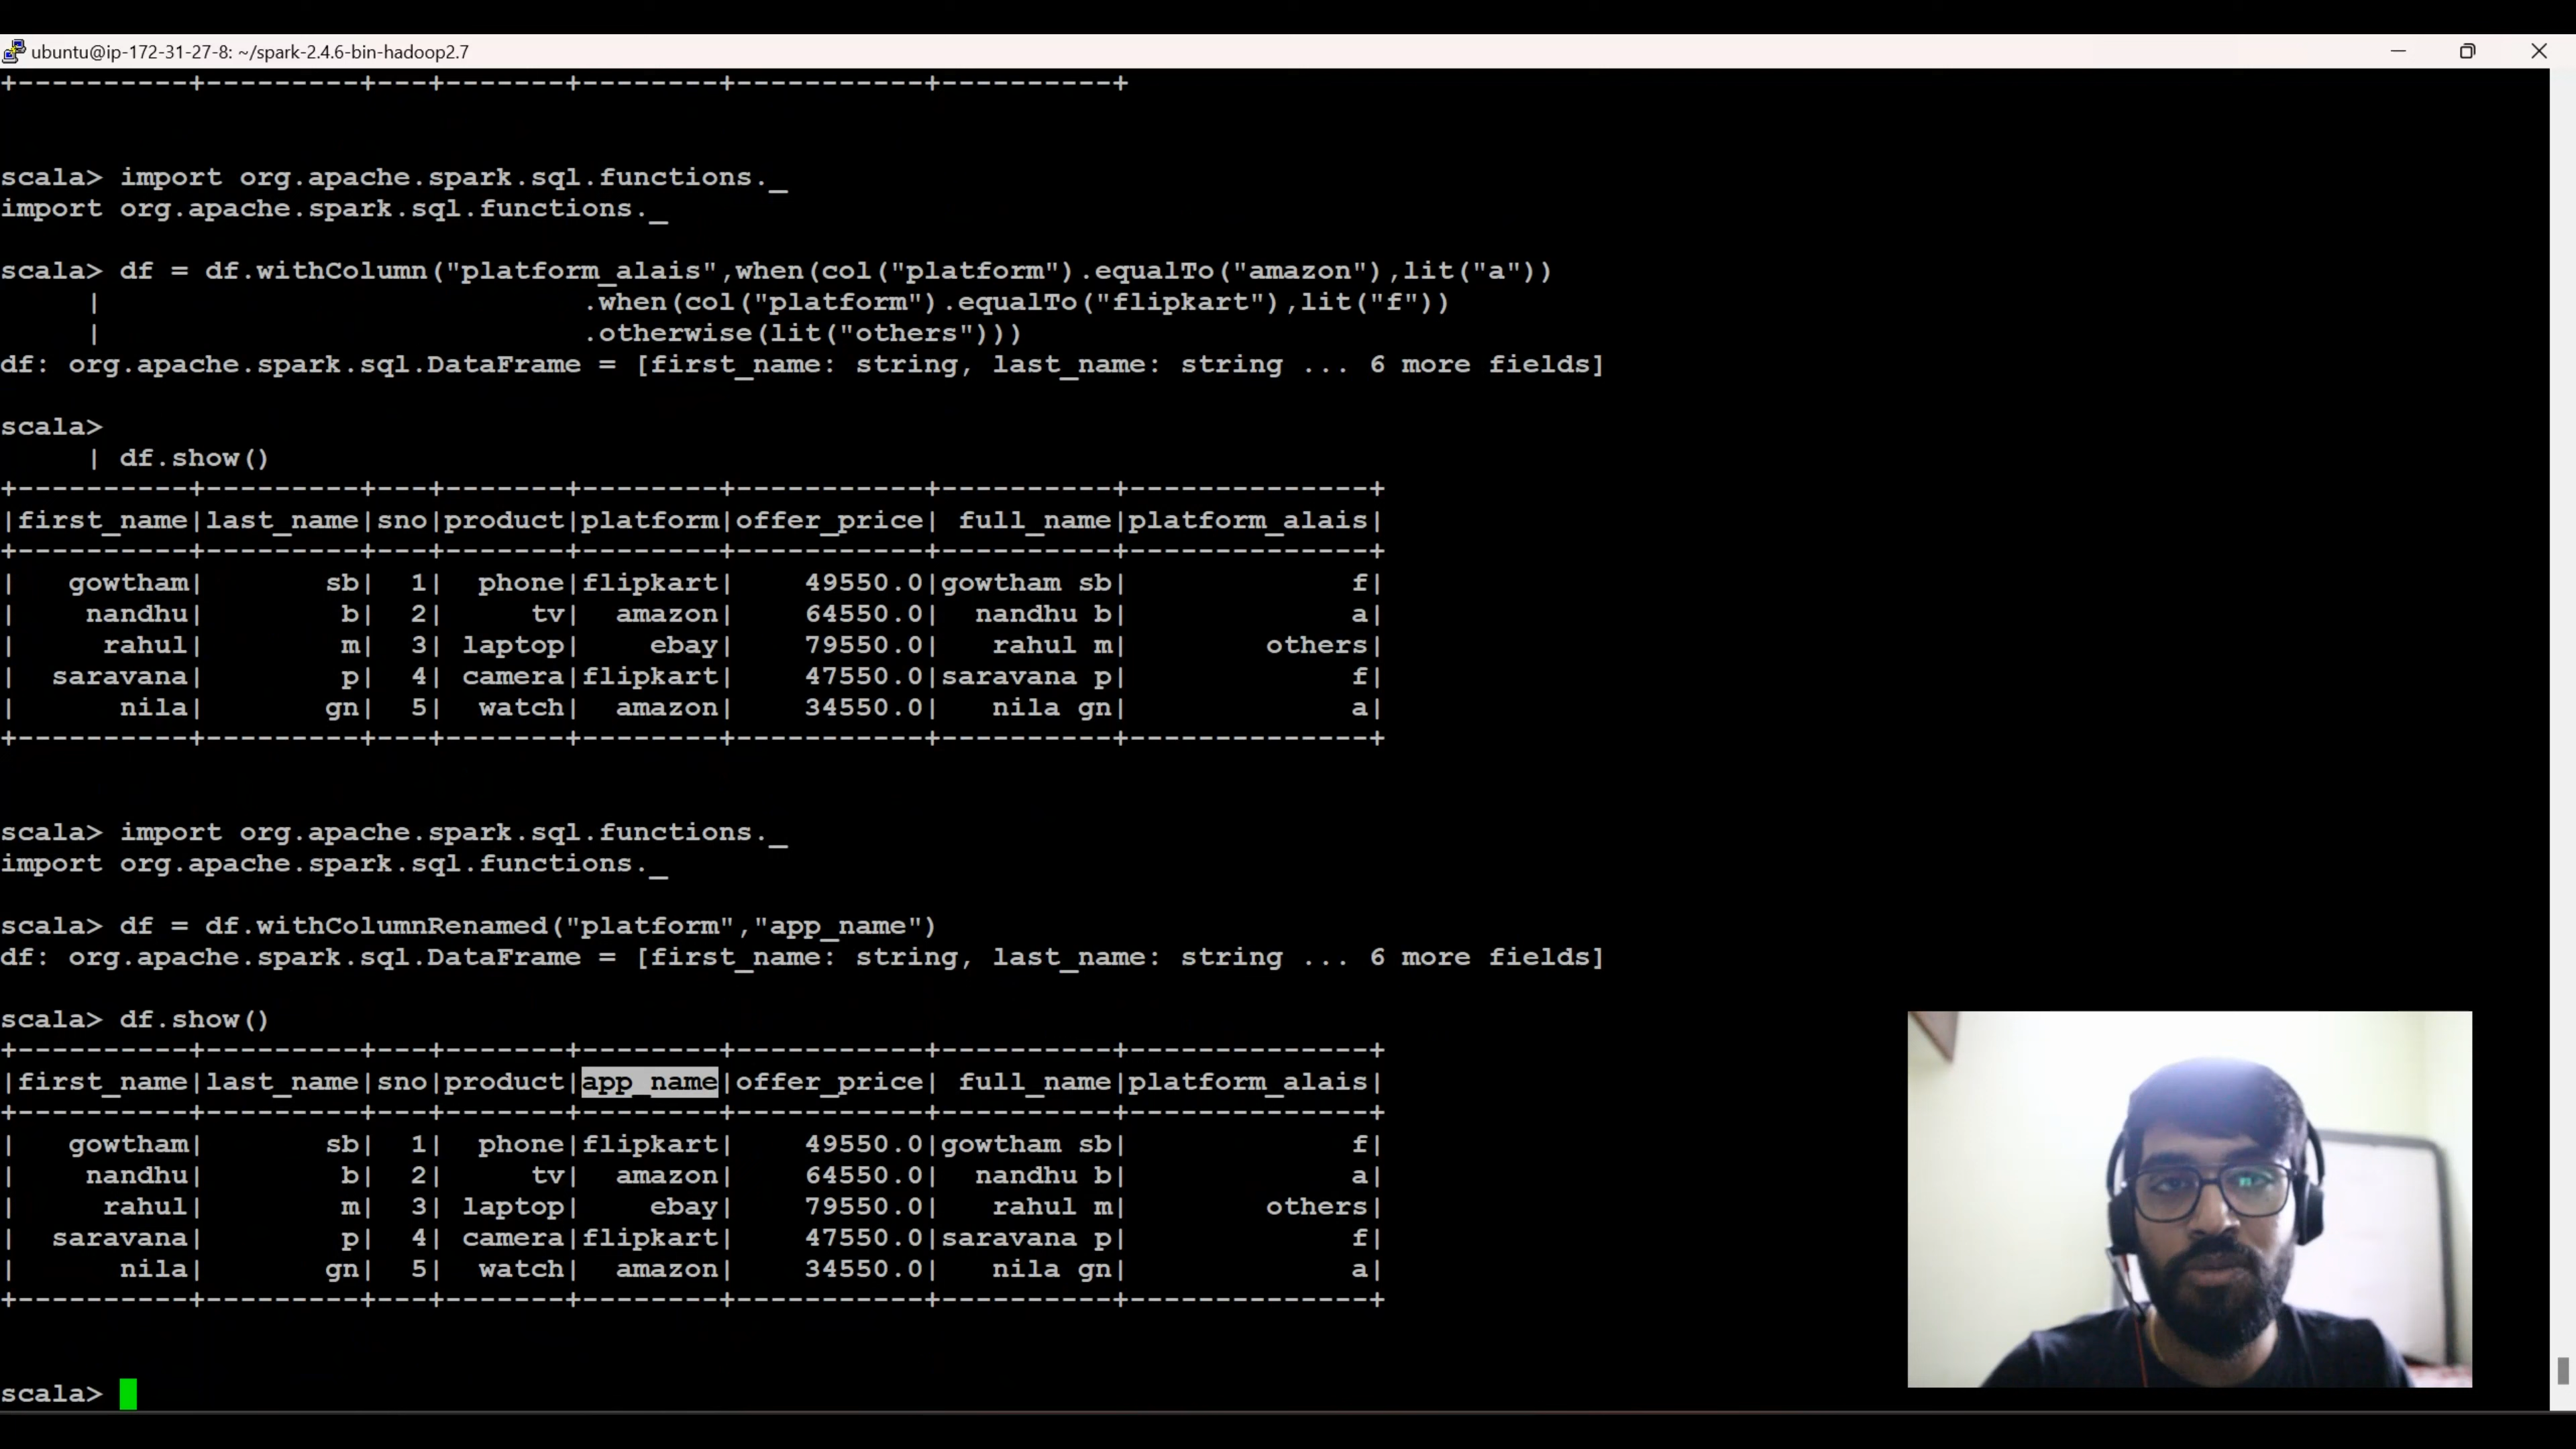 ubuntu@ip-172-31-27-8: ~/spark-2.4.6-bin-hadoop2.7
+----------+---------+---+-------+--------+-----------+----------+
scala> import org.apache.spark.sql.functions._
import org.apache.spark.sql.functions._
scala> df = df.withColumn("platform_alais",when(col("platform").equalTo("amazon"),lit("a"))
     |                            .when(col("platform").equalTo("flipkart"),lit("f"))
     |                            .otherwise(lit("others")))
df: org.apache.spark.sql.DataFrame = [first_name: string, last_name: string ... 6 more fields]
scala>
     | df.show()
+----------+---------+---+-------+--------+-----------+----------+--------------+
|first_name|last_name|sno|product|platform|offer_price| full_name|platform_alais|
+----------+---------+---+-------+--------+-----------+----------+--------------+
|   gowtham|       sb|  1|  phone|flipkart|    49550.0|gowtham sb|             f|
|    nandhu|        b|  2|     tv|  amazon|    64550.0|  nandhu b|             a|
|     rahul|        m|  3| laptop|    ebay|    79550.0|   rahul m|        others|
|  saravana|        p|  4| camera|flipkart|    47550.0|saravana p|             f|
|      nila|       gn|  5|  watch|  amazon|    34550.0|   nila gn|             a|
+----------+---------+---+-------+--------+-----------+----------+--------------+
scala> import org.apache.spark.sql.functions._
import org.apache.spark.sql.functions._
scala> df = df.withColumnRenamed("platform","app_name")
df: org.apache.spark.sql.DataFrame = [first_name: string, last_name: string ... 6 more fields]
scala> df.show()
+----------+---------+---+-------+--------+-----------+----------+--------------+
|first_name|last_name|sno|product|app_name|offer_price| full_name|platform_alais|
+----------+---------+---+-------+--------+-----------+----------+--------------+
|   gowtham|       sb|  1|  phone|flipkart|    49550.0|gowtham sb|             f|
|    nandhu|        b|  2|     tv|  amazon|    64550.0|  nandhu b|             a|
|     rahul|        m|  3| laptop|    ebay|    79550.0|   rahul m|        others|
|  saravana|        p|  4| camera|flipkart|    47550.0|saravana p|             f|
|      nila|       gn|  5|  watch|  amazon|    34550.0|   nila gn|             a|
+----------+---------+---+-------+--------+-----------+----------+--------------+
scala>